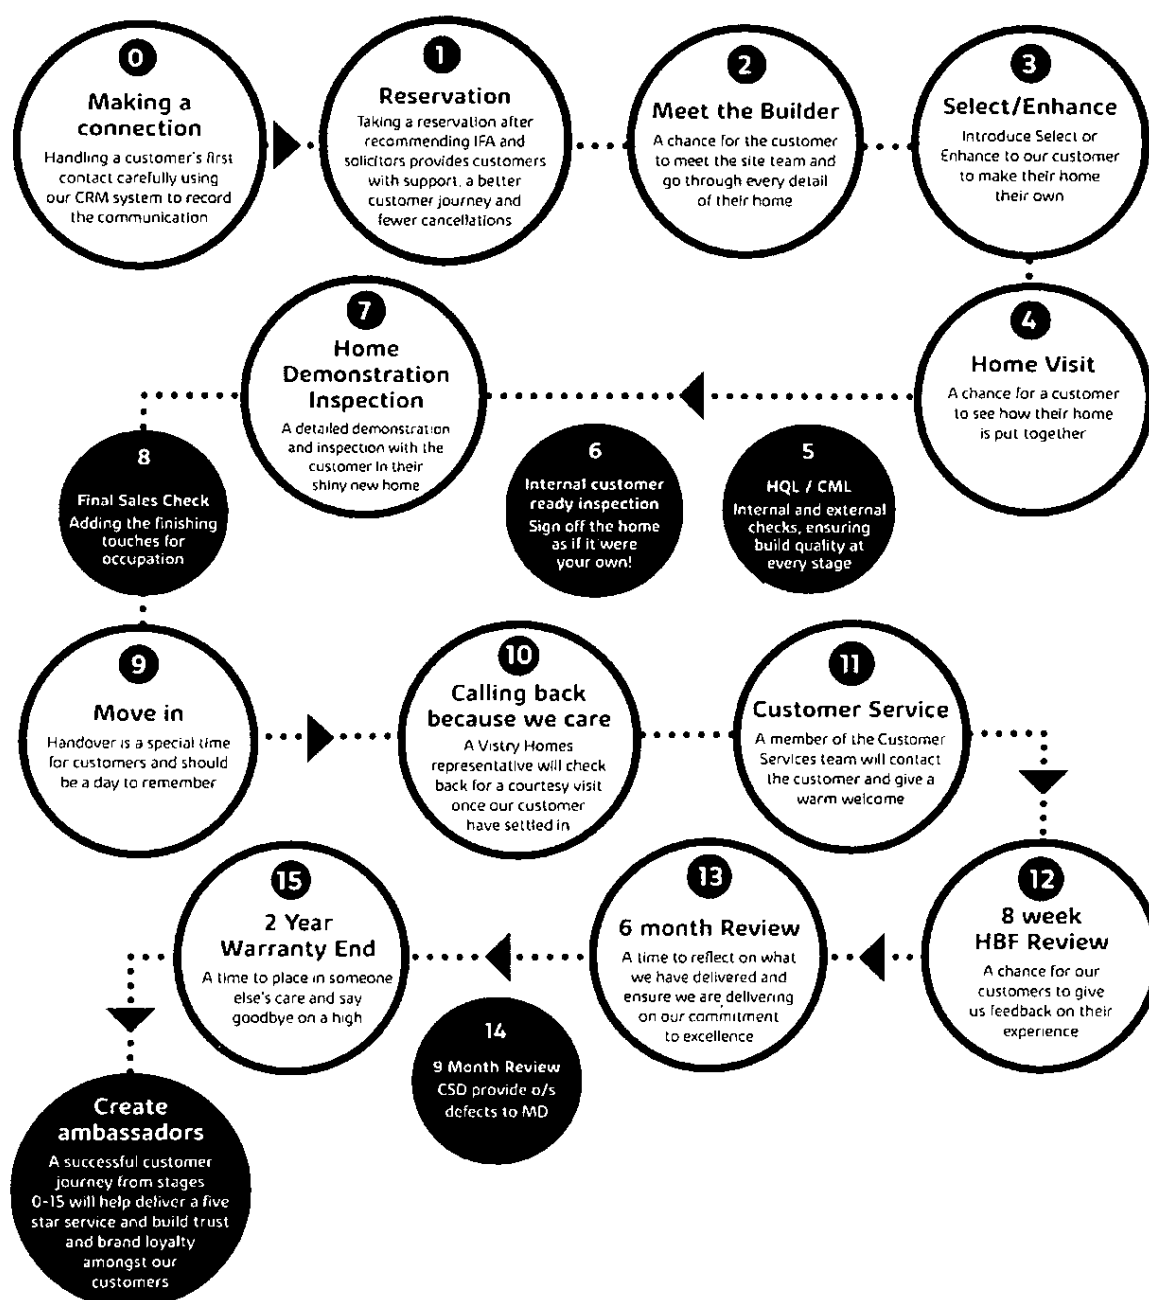 0
Making a
connection
Handling a customer's first
contact carefully using
our CRM system to record
the communication
1
Reservation
Taking a reservation after
recommending IFA and
solicitors provides customers
with support, a better
customer journey and
fewer cancellations
2
Meet the Builder
A chance for the customer
to meet the site team and
go through every detail
of their home
3
Select/Enhance
Introduce Select or
Enhance to our customer
to make their home
their own
4
Home Visit
A chance for a customer
to see how their home
is put together
5
HQL / CML
Internal and external
checks, ensuring
build quality at
every stage
6
Internal customer
ready inspection
Sign off the home
as if it were
your own!
7
Home
Demonstration
Inspection
A detailed demonstration
and inspection with the
customer in their
shiny new home
8
Final Sales Check
Adding the finishing
touches for
occupation
9
Move in
Handover is a special time
for customers and should
be a day to remember
10
Calling back
because we care
A Vistry Homes
representative will check
back for a courtesy visit
once our customer
have settled in
11
Customer Service
A member of the Customer
Services team will contact
the customer and give a
warm welcome
12
8 week
HBF Review
A chance for our
customers to give
us feedback on their
experience
13
6 month Review
A time to reflect on what
we have delivered and
ensure we are delivering
on our commitment
to excellence
14
9 Month Review
CSD provide o/s
defects to MD
15
2 Year
Warranty End
A time to place in someone
else's care and say
goodbye on a high
Create
ambassadors
A successful customer
journey from stages
0-15 will help deliver a five
star service and build trust
and brand loyalty
amongst our
customers